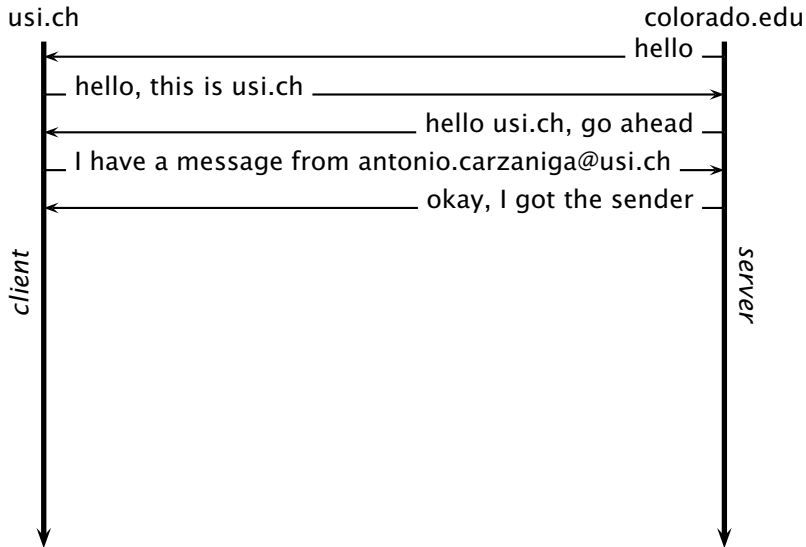 usi.ch
colorado.edu
hello
hello, this is usi.ch
hello usi.ch, go ahead
I have a message from antonio.carzaniga@usi.ch
okay, I got the sender
client
server